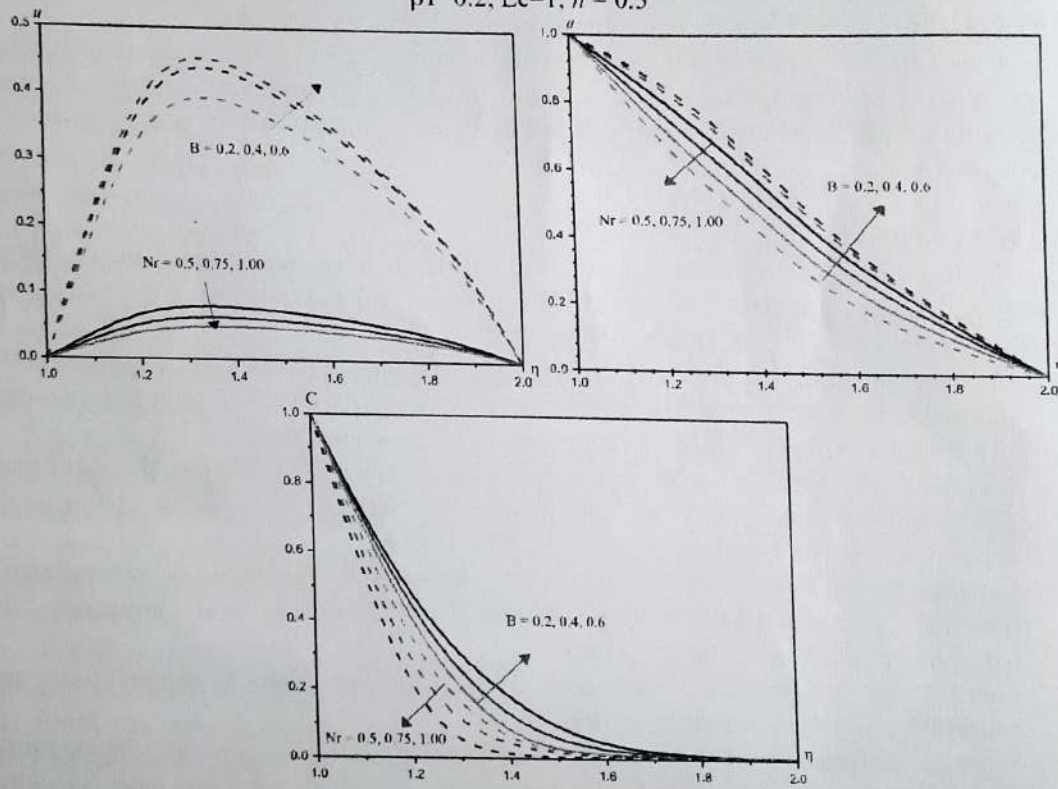 β1=0.2, Ec=1, n = 0.5
u
0.5
0.4
0.3
0.2
0.1
0.0
B = 0.2, 0.4, 0.6
Nr = 0.5, 0.75, 1.00
1.0 1.2 1.4 1.6 1.8 2.0 η
1.0
0.8
0.6
0.4
0.2
0.0
B = 0.2, 0.4, 0.6
Nr = 0.5, 0.75, 1.00
1.0 1.2 1.4 1.6 1.8 2.0
C
1.0
0.8
0.6
0.4
0.2
0.0
B = 0.2, 0.4, 0.6
Nr = 0.5, 0.75, 1.00
1.0 1.2 1.4 1.6 1.8 2.0 η